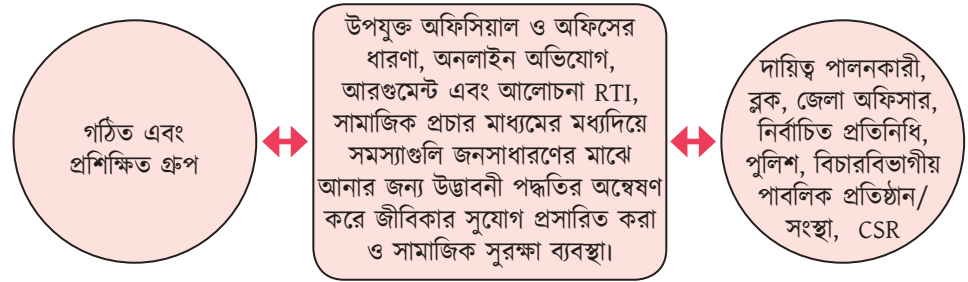 গঠিত এবং
প্রশিক্ষিত গ্রুপ
উপযুক্ত অফিসিয়াল ও অফিসের
ধারণা, অনলাইন অভিযোগ,
আরগুমেন্ট এবং আলোচনা RTI,
সামাজিক প্রচার মাধ্যমের মধ্যদিয়ে
সমস্যাগুলি জনসাধারণের মাঝে
আনার জন্য উদ্ভাবনী পদ্ধতির অন্বেষণ
করে জীবিকার সুযোগ প্রসারিত করা
ও সামাজিক সুরক্ষা ব্যবস্থা।
দায়িত্ব পালনকারী,
ব্লক, জেলা অফিসার,
নির্বাচিত প্রতিনিধি,
পুলিশ, বিচারবিভাগীয়
পাবলিক প্রতিষ্ঠান/
সংস্থা, CSR